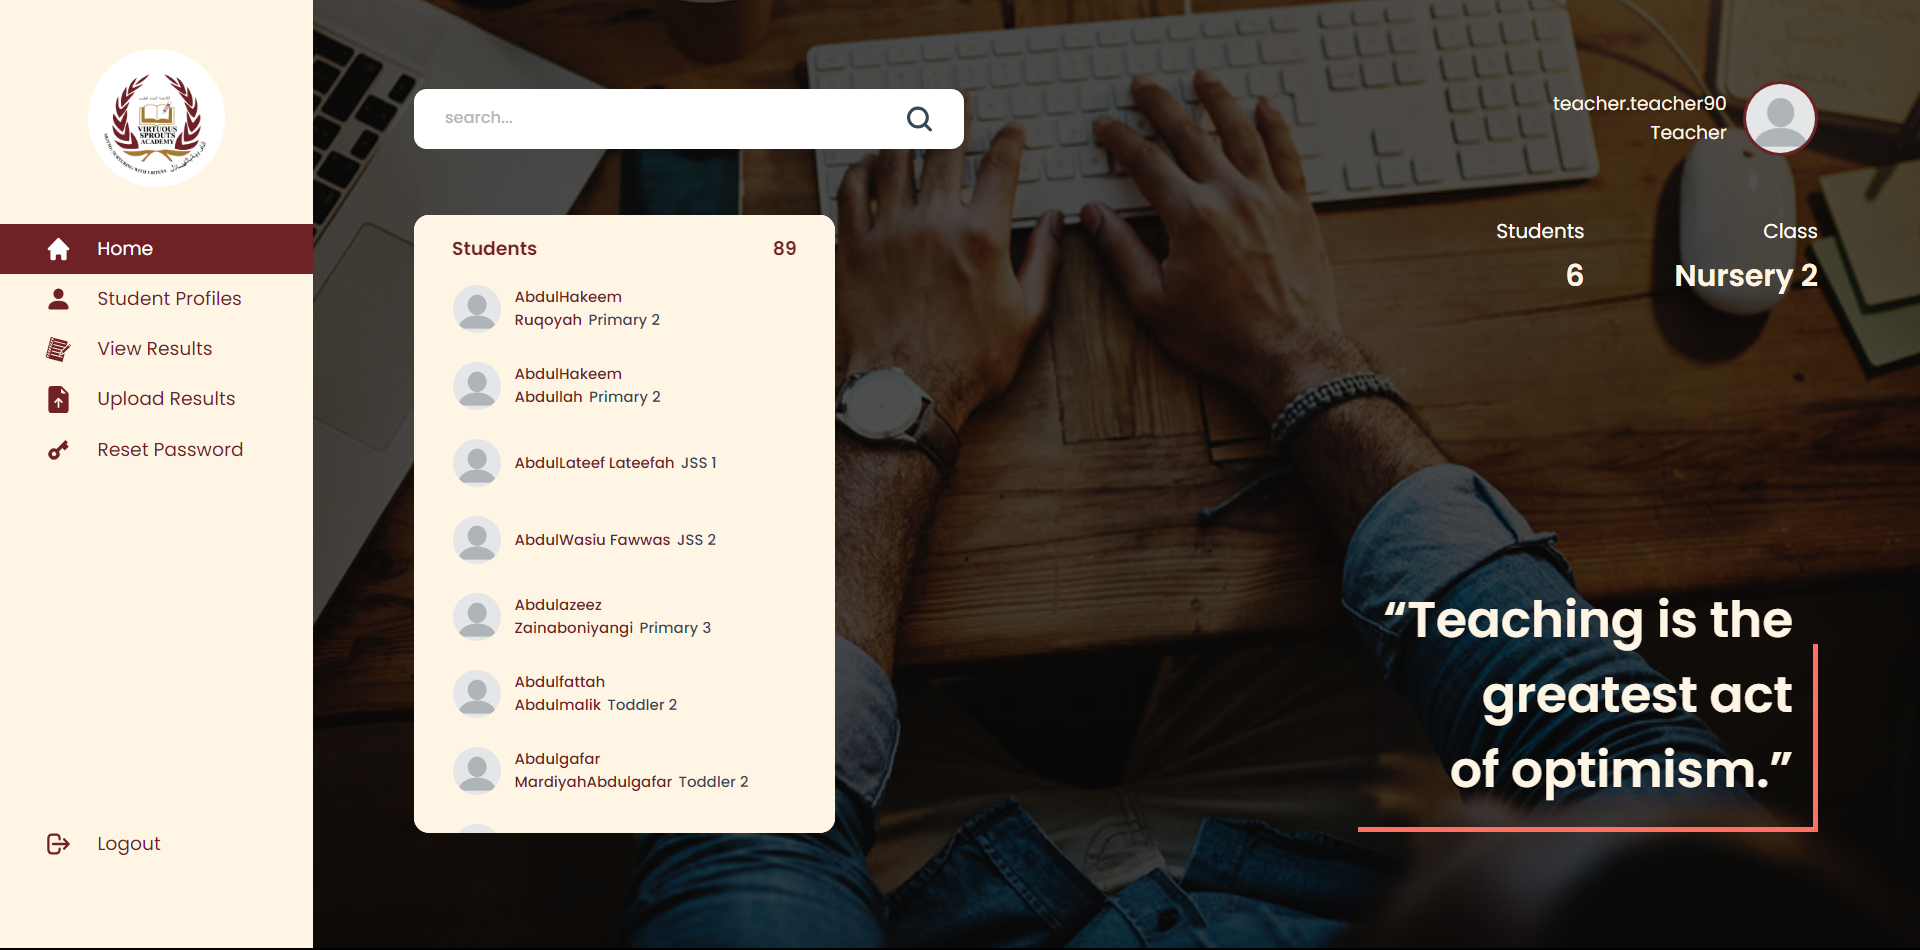 VIRTUOUS
SPROUTS
ACADEMY
Home
Student Profiles
View Results
Upload Results
Reset Password
Logout
search...
teacher.teacher90
Teacher
Students 89
AbdulHakeem
Ruqoyah Primary 2
AbdulHakeem
Abdullah Primary 2
AbdulLateef Lateefah JSS 1
AbdulWasiu Fawwas JSS 2
Abdulazeez
Zainaboniyangi Primary 3
Abdulfattah
Abdulmalik Toddler 2
Abdulgafar
MardiyahAbdulgafar Toddler 2
Students
6
Class
Nursery 2
“Teaching is the
greatest act
of optimism.”